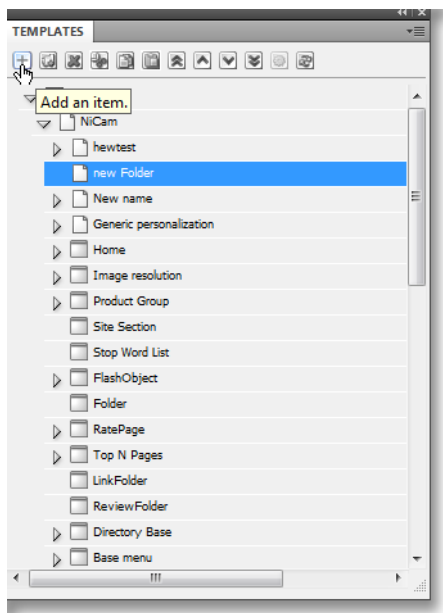 TEMPLATES
Add an item.
NiCam
hewtest
new Folder
New name
Generic personalization
Home
Image resolution
Product Group
Site Section
Stop Word List
FlashObject
Folder
RatePage
Top N Pages
LinkFolder
ReviewFolder
Directory Base
Base menu